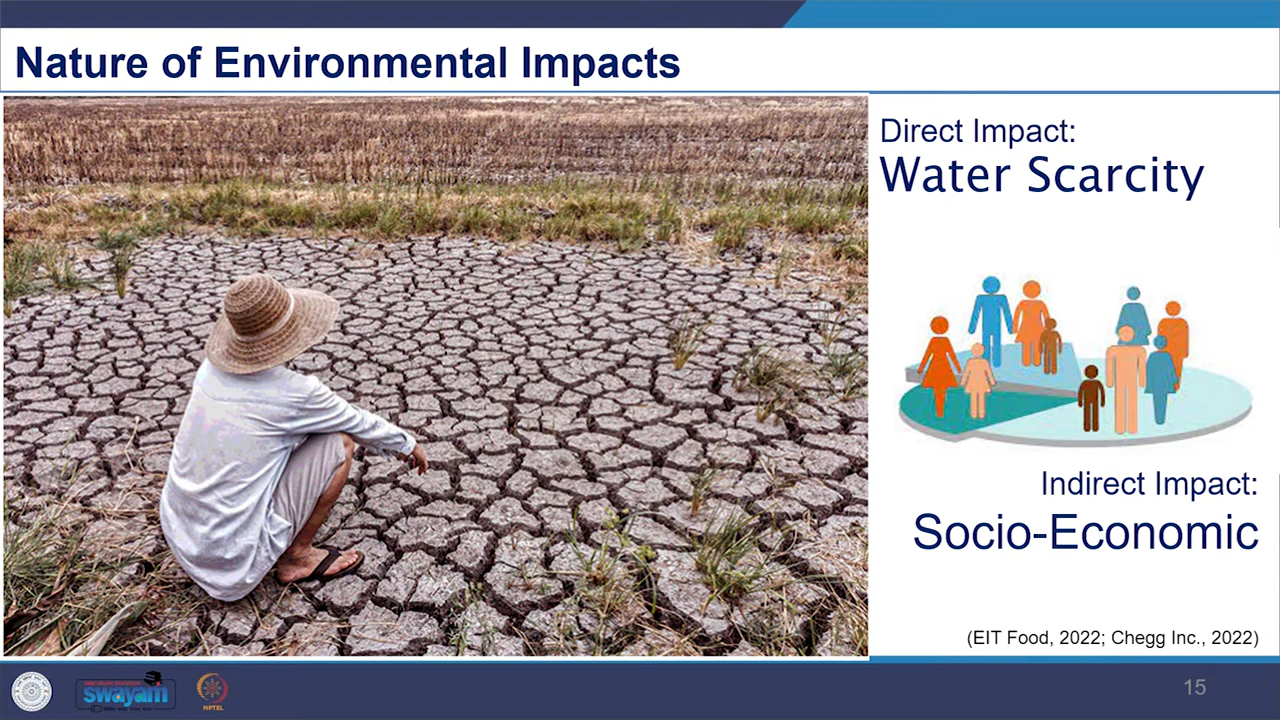 Nature of Environmental Impacts
Direct Impact:
Water Scarcity
Indirect Impact:
Socio-Economic
(EIT Food, 2022; Chegg Inc., 2022)
swayam
NPTEL
15